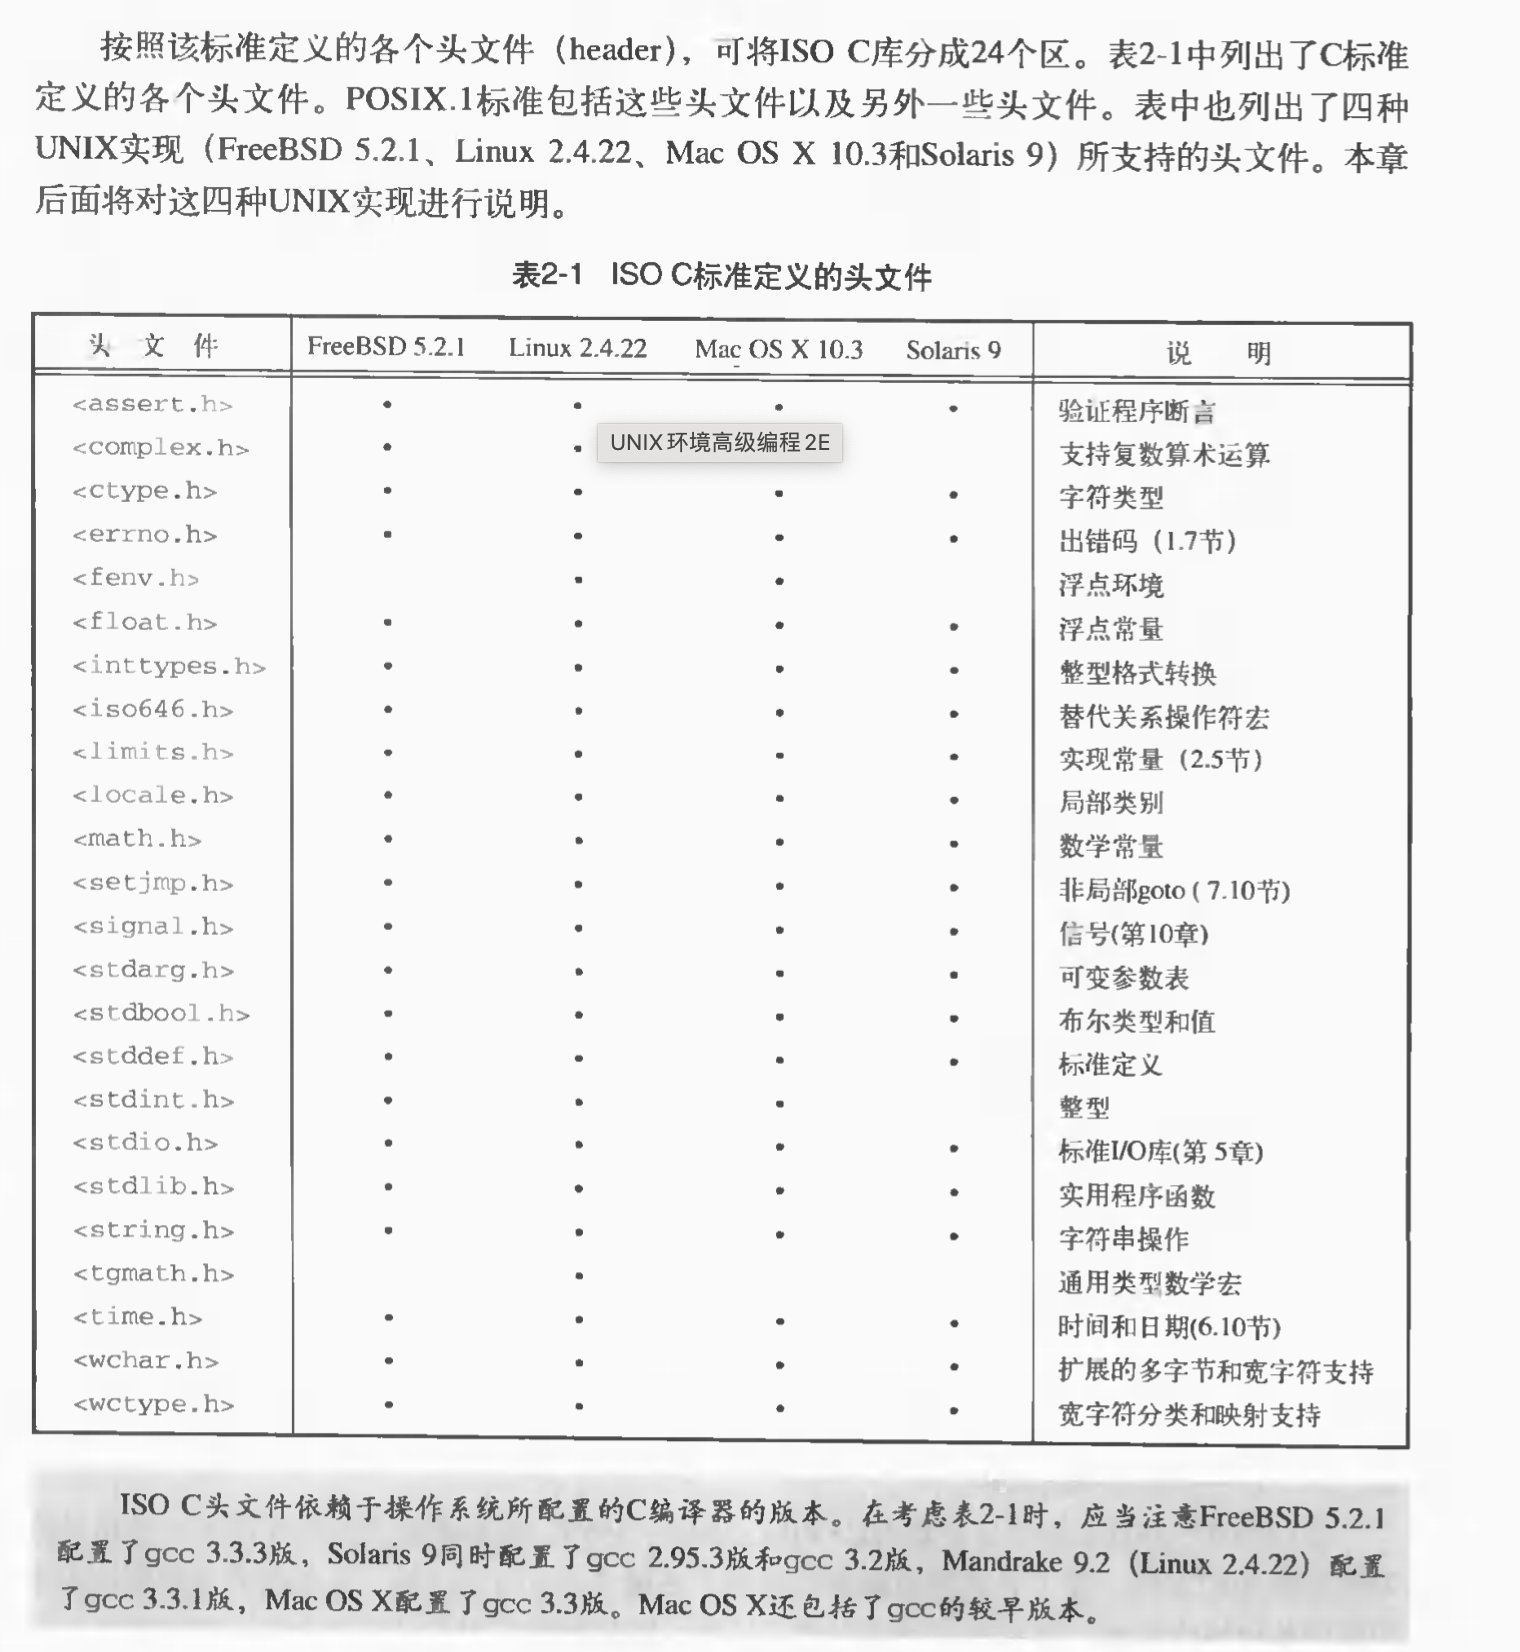 按照该标准定义的各个头文件（header），可将ISO C库分成24个区。表2-1中列出了C标准
定义的各个头文件。POSIX.1标准包括这些头文件以及另外一些头文件。表中也列出了四种
UNIX实现（FreeBSD 5.2.1、Linux 2.4.22、Mac OS X 10.3和Solaris 9）所支持的头文件。本章
后面将对这四种UNIX实现进行说明。
表2-1 ISO C标准定义的头文件
头 文 件 FreeBSD 5.2.1 Linux 2.4.22 Mac OS X 10.3 Solaris 9 说 明
<assert.h> • • • • 验证程序断言
<complex.h> • • UNIX 环境高级编程 2E 支持复数算术运算
<ctype.h> • • • • 字符类型
<errno.h> • • • • 出错码（1.7节）
<fenv.h> • • 浮点环境
<float.h> • • • • 浮点常量
<inttypes.h> • • • • 整型格式转换
<iso646.h> • • • • 替代关系操作符宏
<limits.h> • • • • 实现常量（2.5节）
<locale.h> • • • • 局部类别
<math.h> • • • • 数学常量
<setjmp.h> • • • • 非局部goto ( 7.10节)
<signal.h> • • • • 信号(第10章)
<stdarg.h> • • • • 可变参数表
<stdbool.h> • • • • 布尔类型和值
<stddef.h> • • • • 标准定义
<stdint.h> • • • 整型
<stdio.h> • • • • 标准I/O库(第 5章)
<stdlib.h> • • • • 实用程序函数
<string.h> • • • • 字符串操作
<tgmath.h> • 通用类型数学宏
<time.h> • • • • 时间和日期(6.10节)
<wchar.h> • • • • 扩展的多字节和宽字符支持
<wctype.h> • • • • 宽字符分类和映射支持
ISO C头文件依赖于操作系统所配置的C编译器的版本。在考虑表2-1时，应当注意FreeBSD 5.2.1
配置了gcc 3.3.3版，Solaris 9同时配置了gcc 2.95.3版和gcc 3.2版，Mandrake 9.2（Linux 2.4.22）配置
了gcc 3.3.1版，Mac OS X配置了gcc 3.3版。Mac OS X还包括了gcc的较早版本。